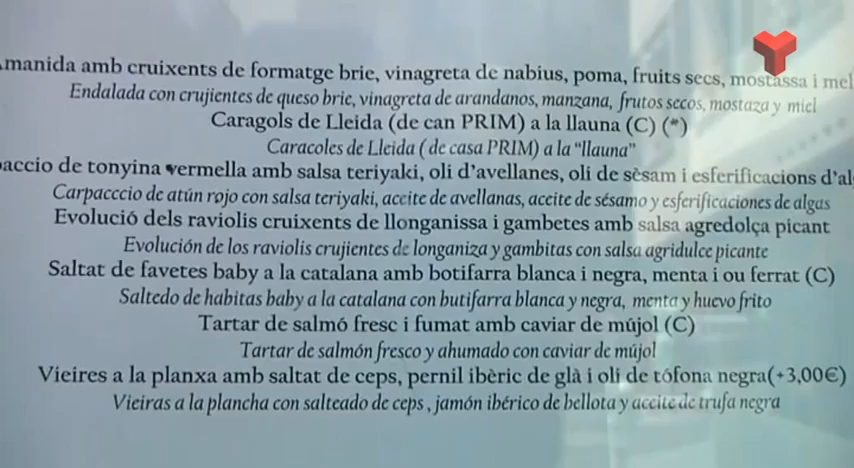 manida amb cruixents de formatge brie, vinagreta de nabius, poma, fruits secs, mostassa i mel
Endalada con crujientes de queso brie, vinagreta de arandanos, manzana, frutos secos, mostaza y miel
Caragols de Lleida (de can PRIM) a la llauna (C) (*)
Caracoles de Lleida ( de casa PRIM) a la "llauna"
paccio de tonyina vermella amb salsa teriyaki, oli d'avellanes, oli de sèsam i esferificacions d'al
Carpacccio de atún rojo con salsa teriyaki, aceite de avellanas, aceite de sésamo y esferificaciones de algas
Evolució dels raviolis cruixents de llonganissa i gambetes amb salsa agredolça picant
Evolución de los raviolis crujientes de longaniza y gambitas con salsa agridulce picante
Saltat de favetes baby a la catalana amb botifarra blanca i negra, menta i ou ferrat (C)
Saltedo de habitas baby a la catalana con butifarra blanca y negra, menta y huevo frito
Tartar de salmó fresc i fumat amb caviar de mújol (C)
Tartar de salmón fresco y ahumado con caviar de mújol
Vieires a la planxa amb saltat de ceps, pernil ibèric de glà i oli de tófona negra(+3,00€)
Vieiras a la plancha con salteado de ceps , jamón ibérico de bellota y aceite de trufa negra